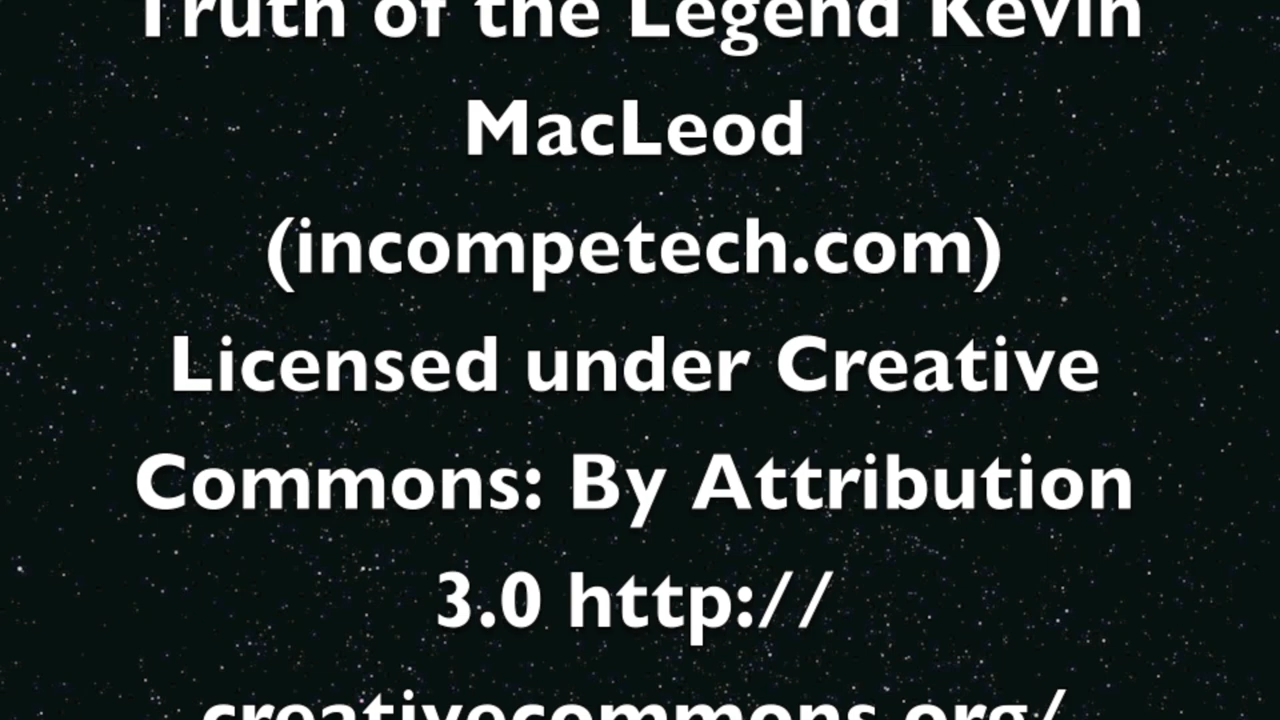 Truth of the Legend Kevin
MacLeod
(incompetech.com)
Licensed under Creative
Commons: By Attribution
3.0 http://
creativecommons.org/